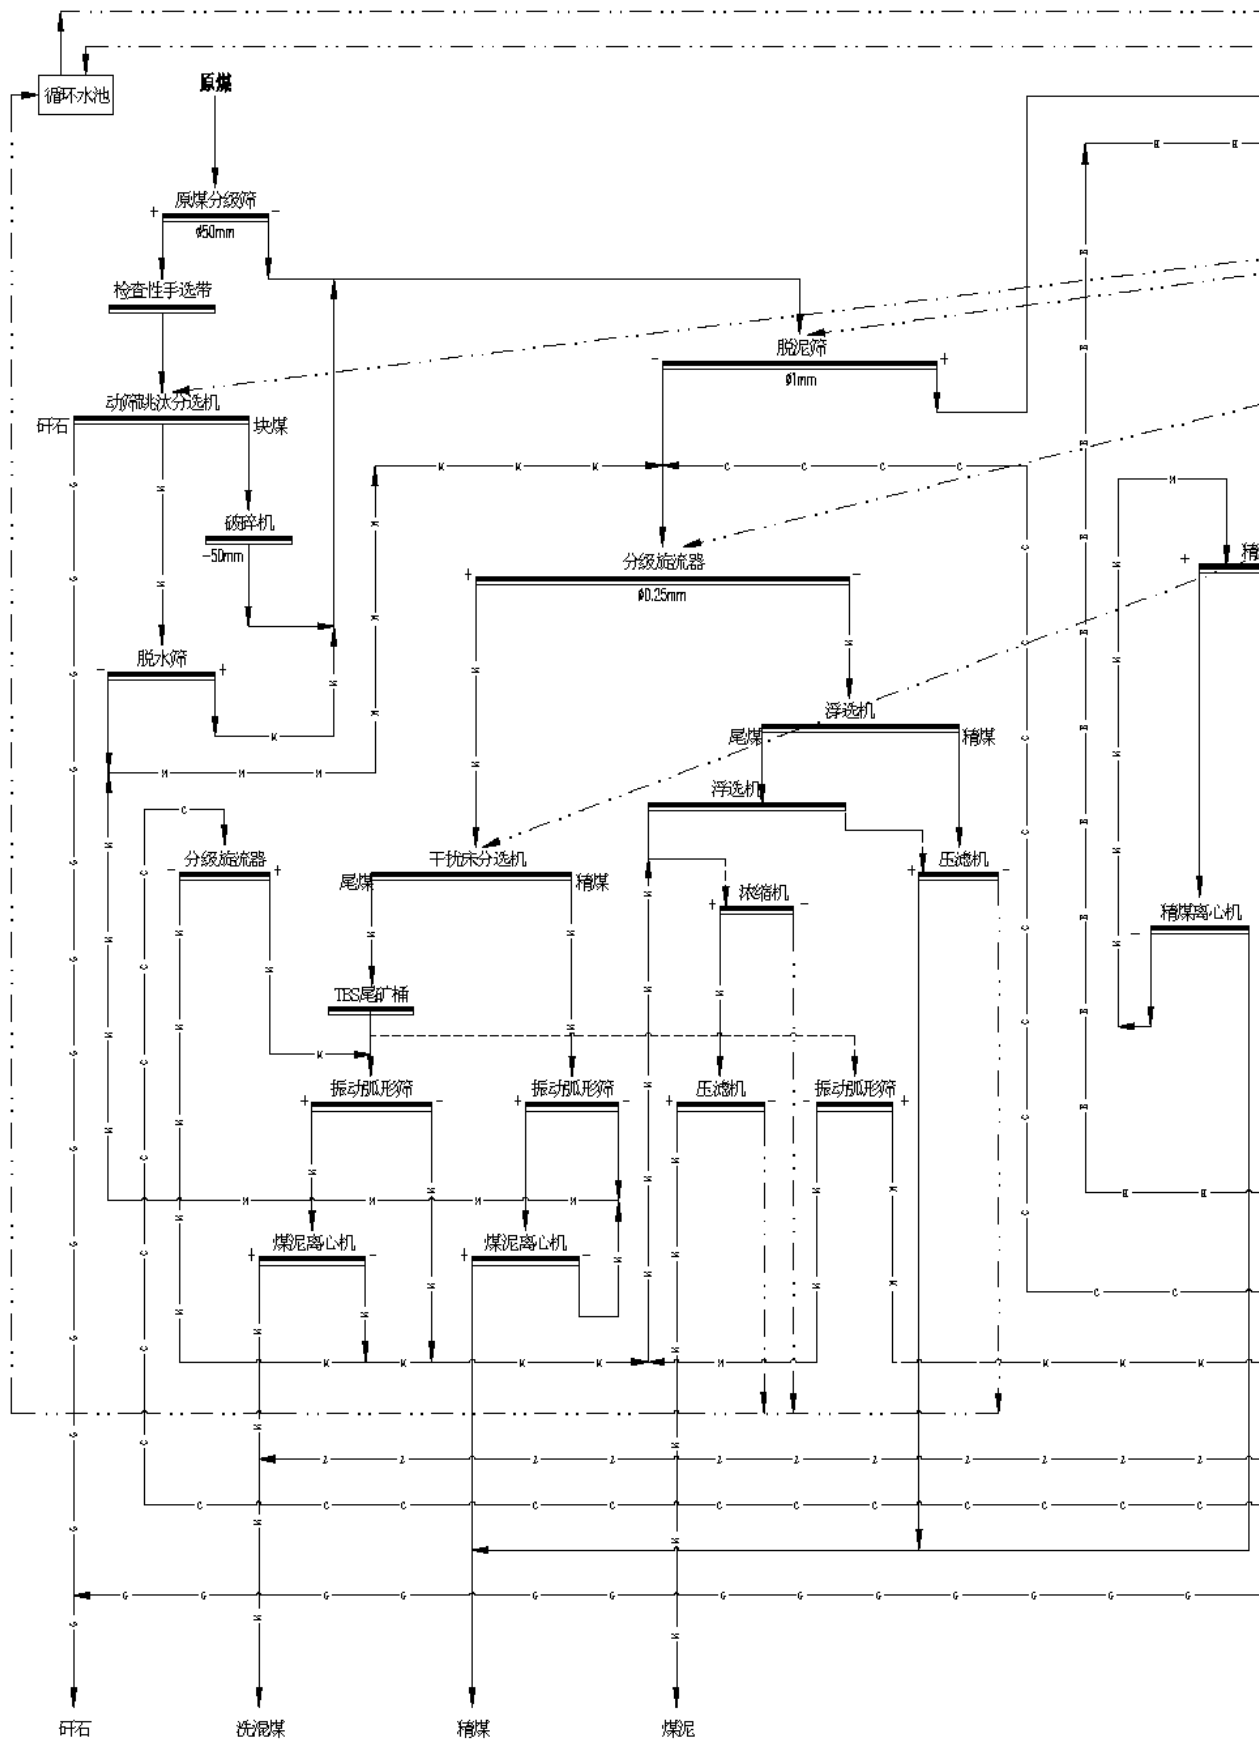 循环水池
原煤
原煤分级筛
+
-
Ø50mm
检查性手选带
脱泥筛
-
+
Ø1mm
动筛跳汰分选机
矸石
块煤
破碎机
-50mm
分级旋流器
+
-
Ø0.25mm
+
脱水筛
-
+
浮选机
尾煤
精煤
浮选机
分级旋流器
-
+
干扰床分选机
尾煤
精煤
压滤机
+
-
浓缩机
+
-
精煤离心机
-
TBS尾矿桶
振动弧形筛
+
-
振动弧形筛
+
-
压滤机
+
-
振动弧形筛
-
+
煤泥离心机
+
-
煤泥离心机
+
-
矸石
洗混煤
精煤
煤泥